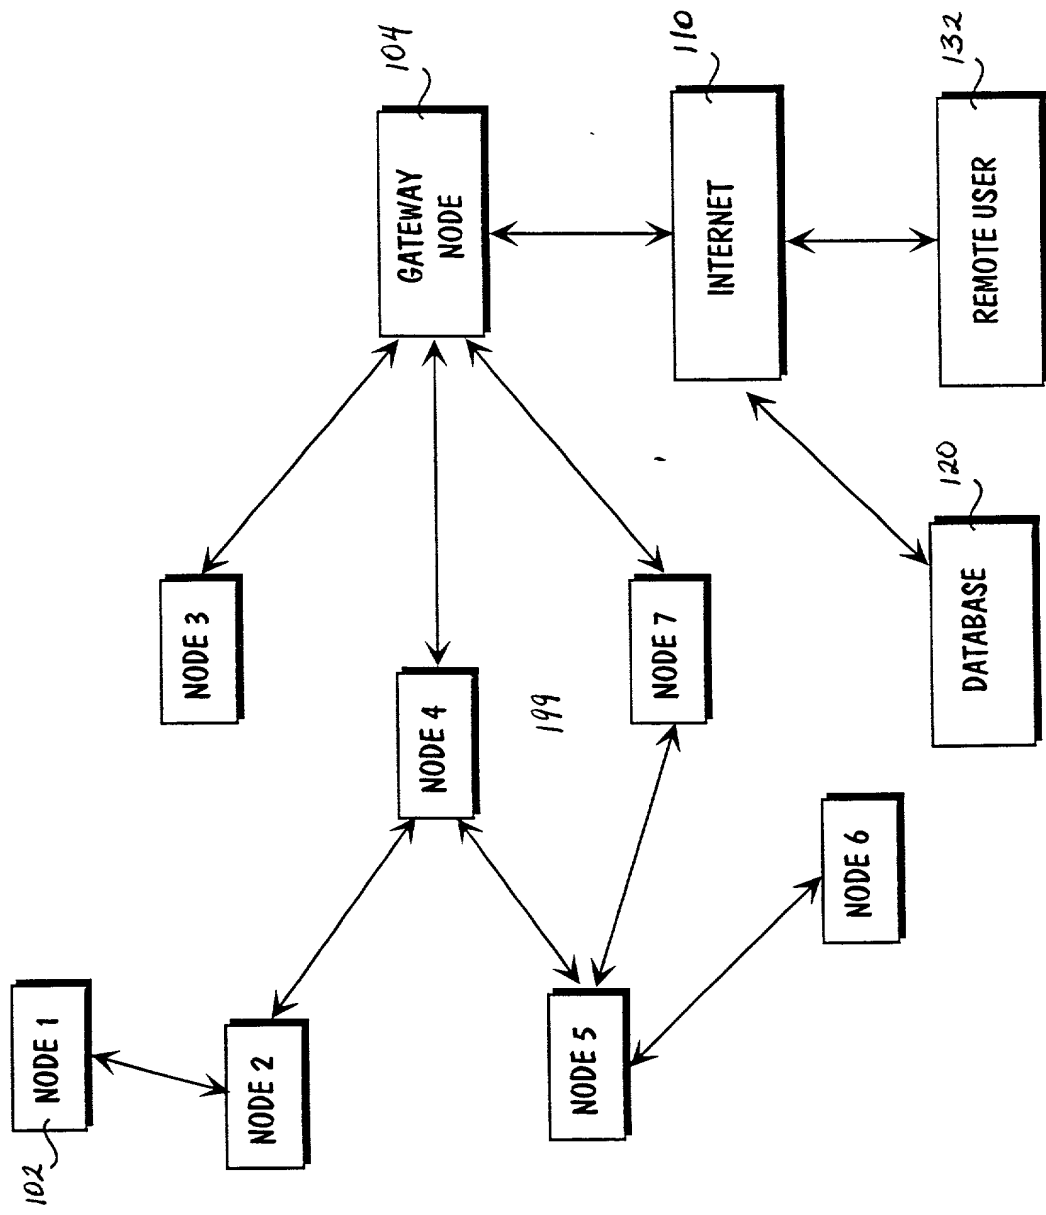 102
NODE 1
NODE 2
NODE 3
104
GATEWAY
NODE
NODE 4
199
NODE 5
NODE 7
110
INTERNET
NODE 6
120
DATABASE
132
REMOTE USER